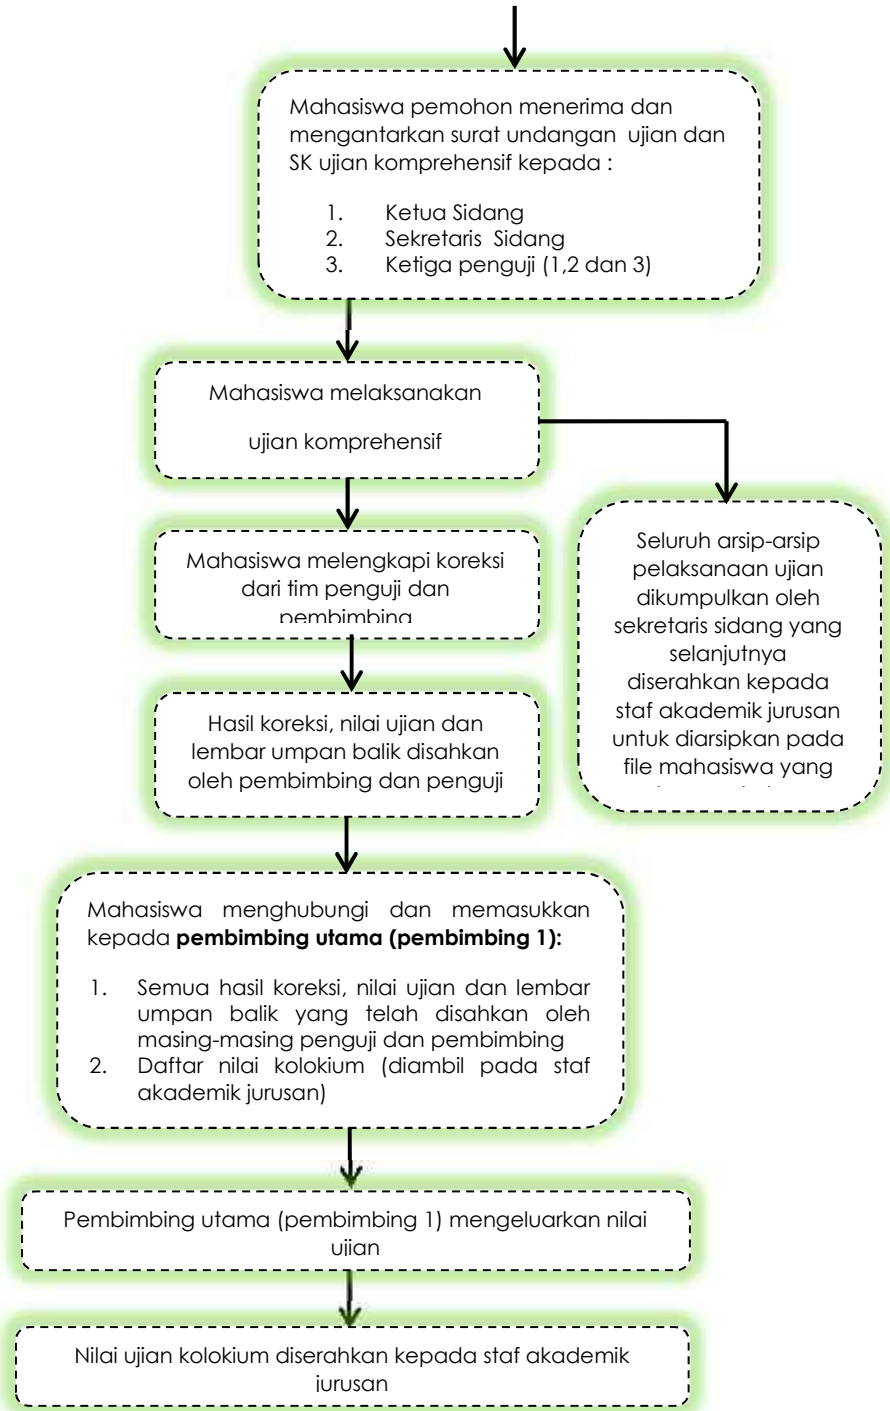 Mahasiswa pemohon menerima dan
mengantarkan surat undangan ujian dan
SK ujian komprehensif kepada :
1. Ketua Sidang
2. Sekretaris Sidang
3. Ketiga penguji (1,2 dan 3)
Mahasiswa melaksanakan
ujian komprehensif
Mahasiswa melengkapi koreksi
dari tim penguji dan
pembimbing
Seluruh arsip-arsip
pelaksanaan ujian
dikumpulkan oleh
sekretaris sidang yang
selanjutnya
diserahkan kepada
staf akademik jurusan
untuk diarsipkan pada
file mahasiswa yang
Hasil koreksi, nilai ujian dan
lembar umpan balik disahkan
oleh pembimbing dan penguji
Mahasiswa menghubungi dan memasukkan
kepada pembimbing utama (pembimbing 1):
1. Semua hasil koreksi, nilai ujian dan lembar
umpan balik yang telah disahkan oleh
masing-masing penguji dan pembimbing
2. Daftar nilai kolokium (diambil pada staf
akademik jurusan)
Pembimbing utama (pembimbing 1) mengeluarkan nilai
ujian
Nilai ujian kolokium diserahkan kepada staf akademik
jurusan